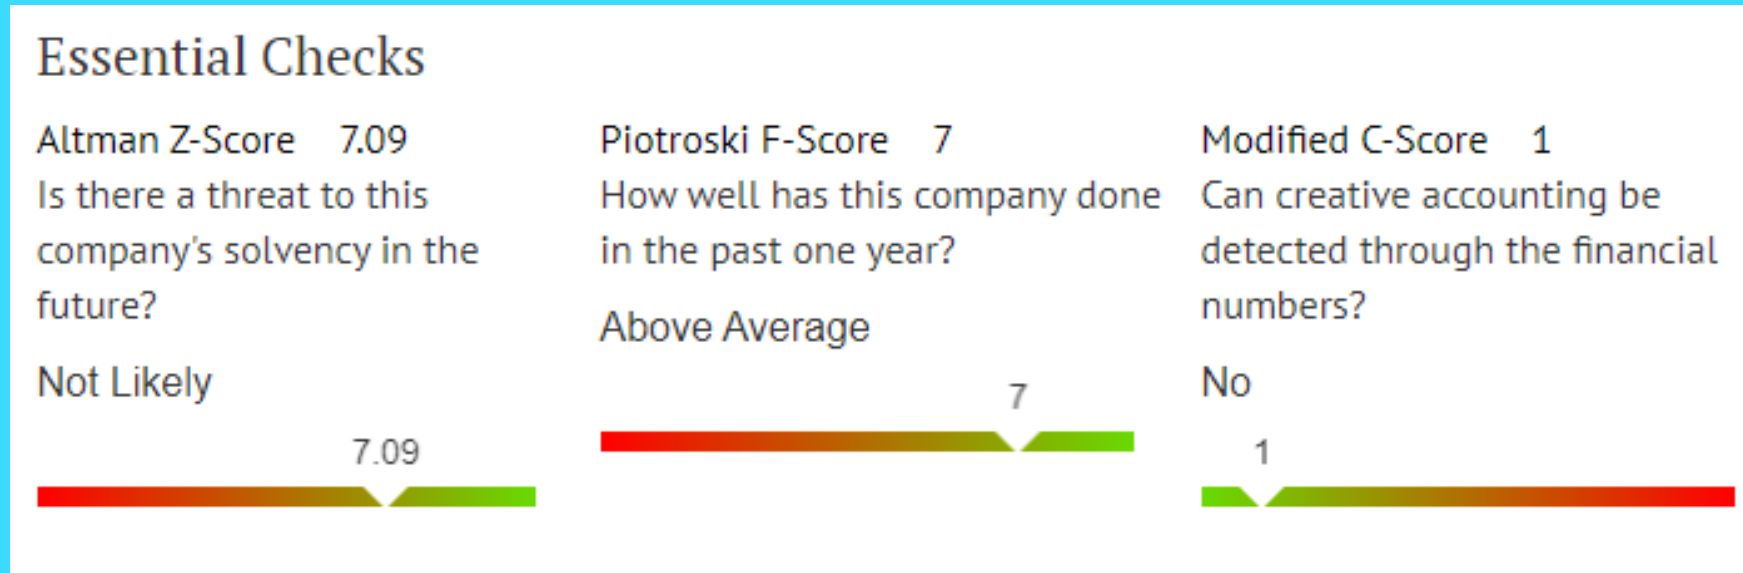 Essential Checks
Altman Z-Score 7.09
Is there a threat to this
company's solvency in the
future?
Not Likely
7.09
Piotroski F-Score 7
How well has this company done
in the past one year?
Above Average
7
Modified C-Score 1
Can creative accounting be
detected through the financial
numbers?
No
1